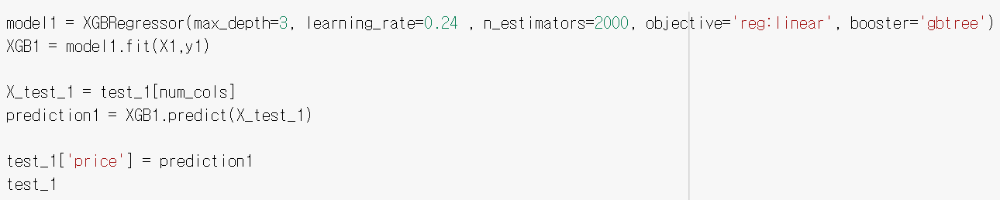 model1 = XGBRegressor(max_depth=3, learning_rate=0.24 , n_estimators=2000, objective='reg:linear', booster='gbtree')
XGB1 = model1.fit(X1,y1)
X_test_1 = test_1[num_cols]
prediction1 = XGB1.predict(X_test_1)
test_1['price'] = prediction1
test_1